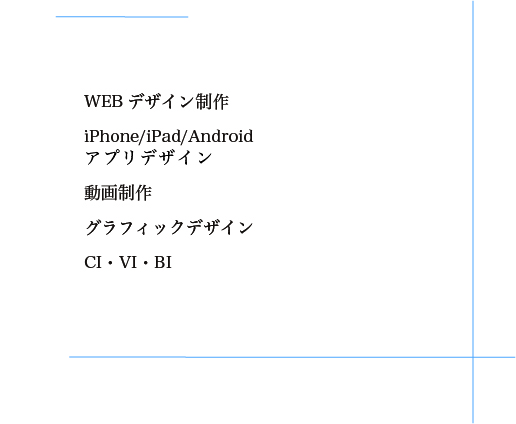 WEB デザイン制作
iPhone/iPad/Android
アプリデザイン
動画制作
グラフィックデザイン
CI・VI・BI